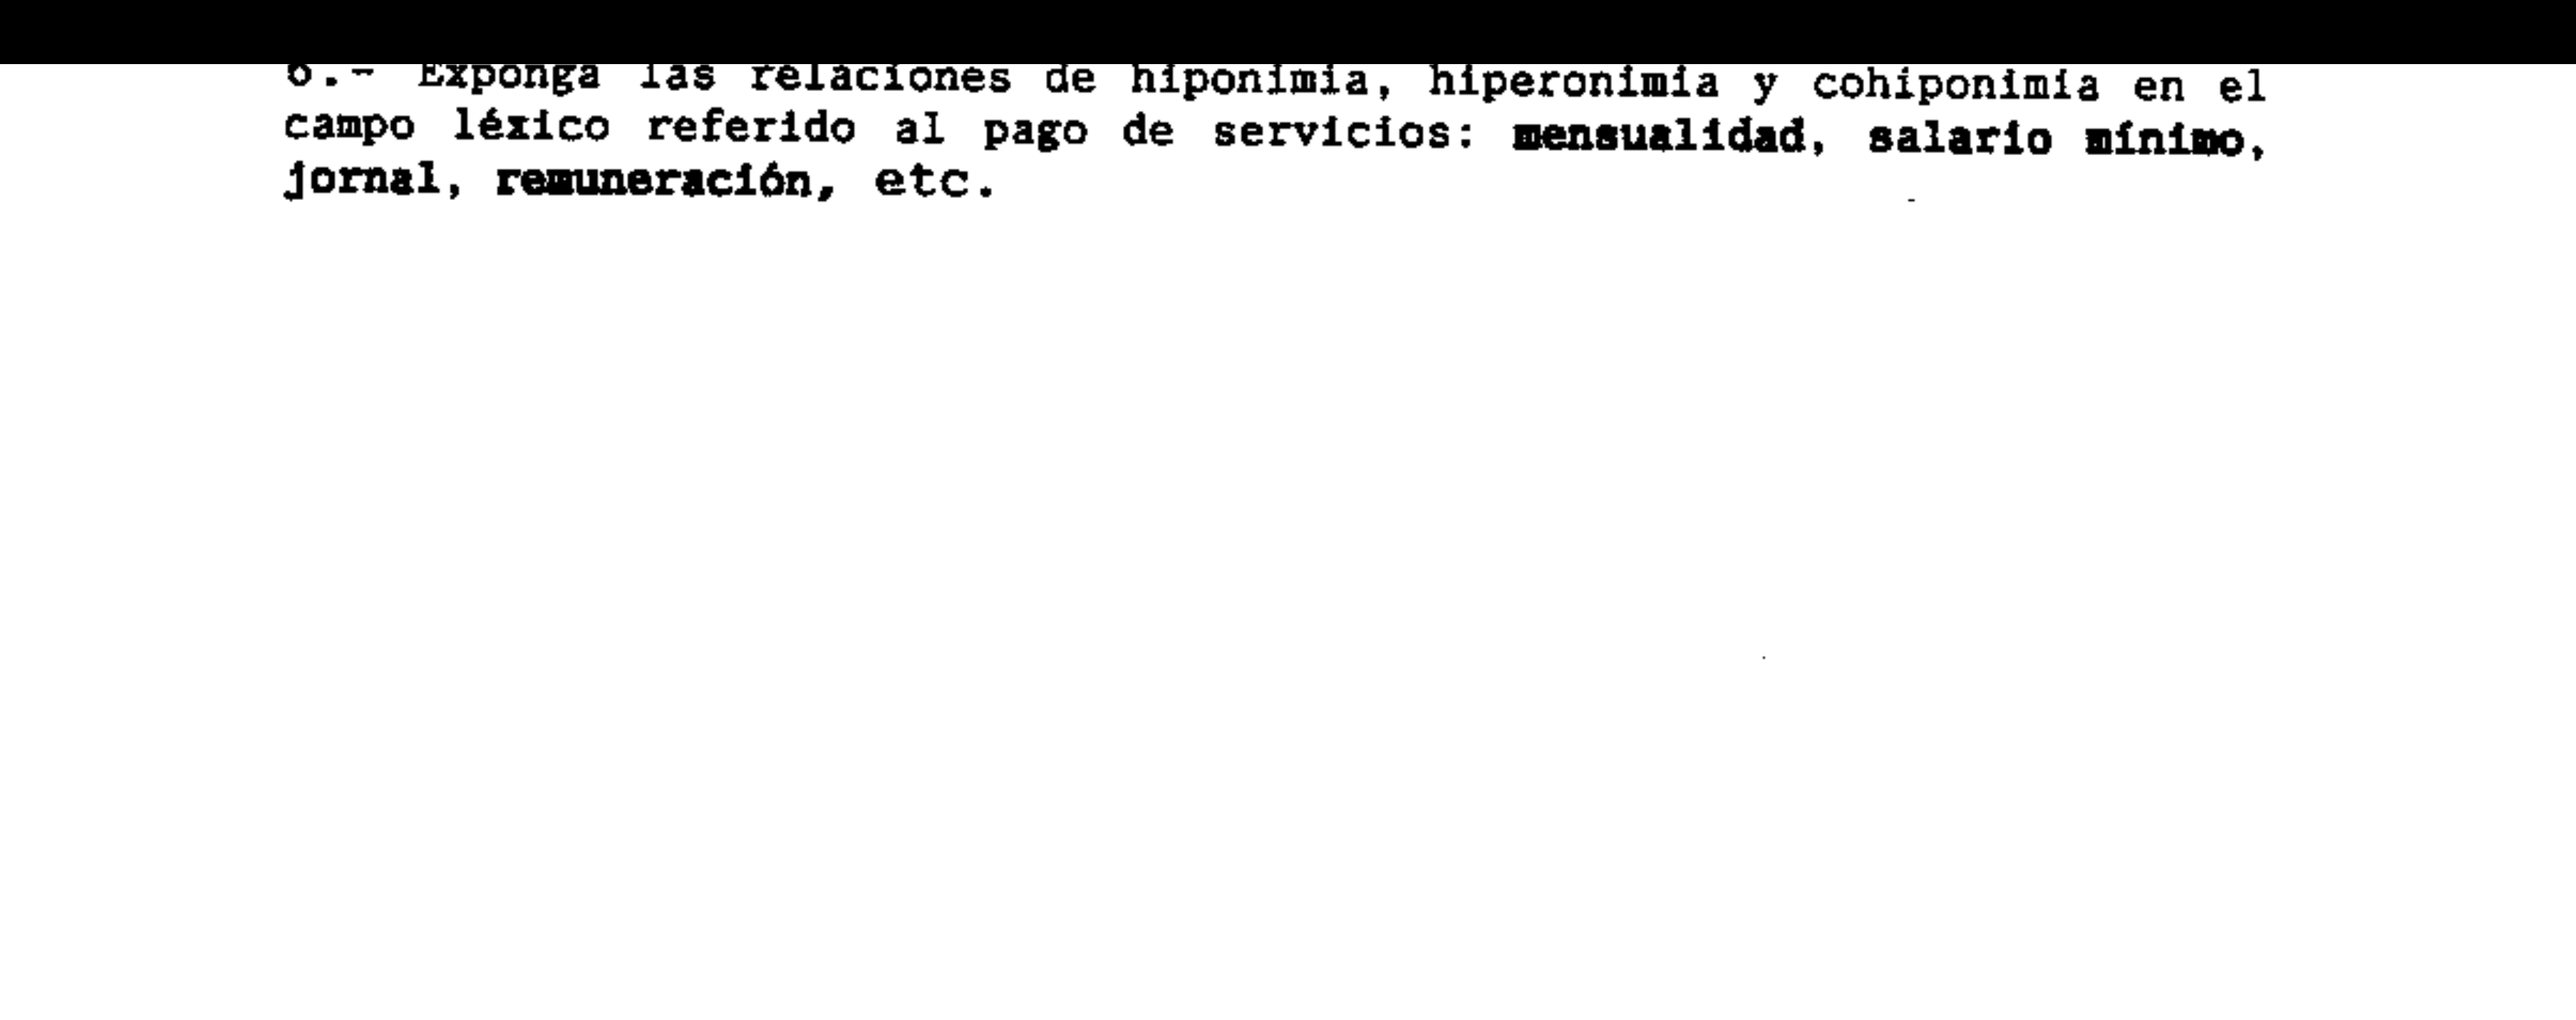 6.- Exponga las relaciones de hiponimia, hiperonimia y cohiponimia en el
campo léxico referido al pago de servicios: mensualidad, salario mínimo,
jornal, remuneración, etc.